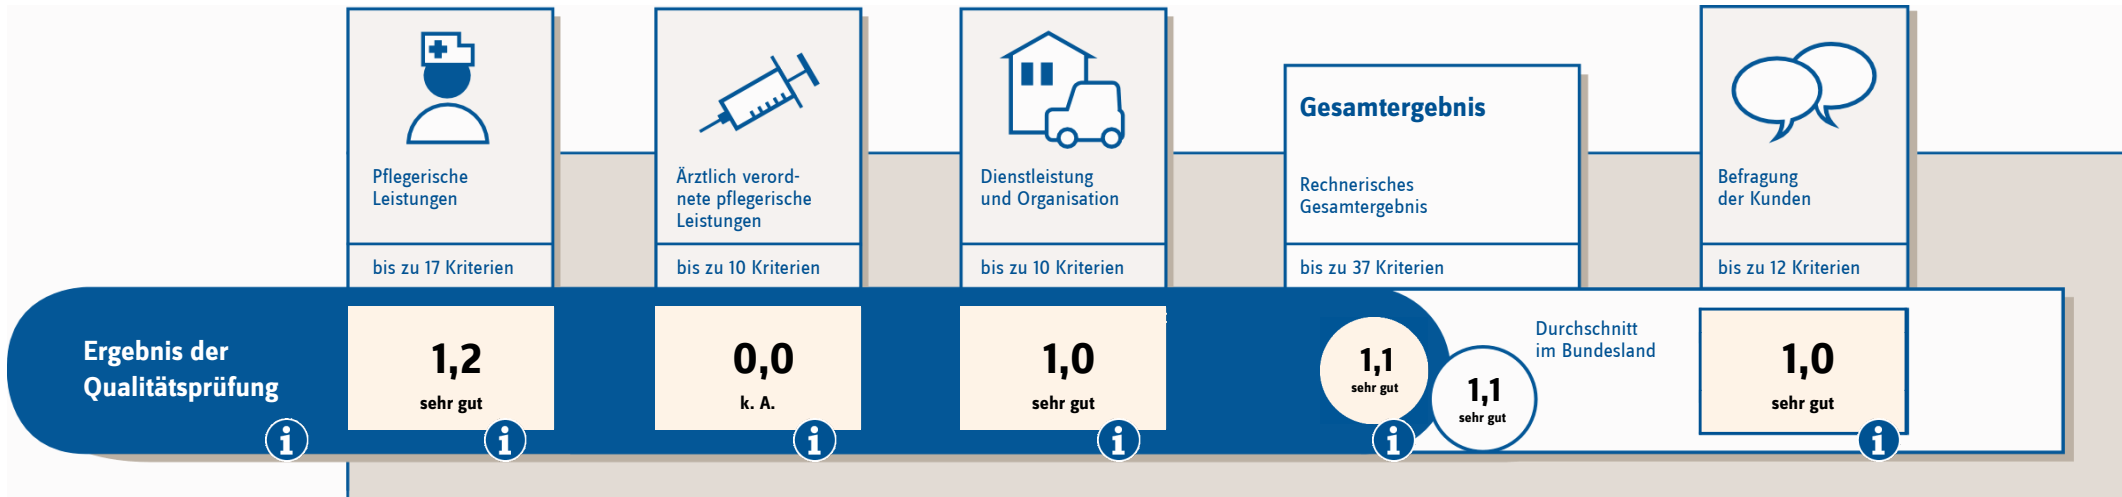 Pflegerische
Leistungen
bis zu 17 Kriterien
Ärztlich verord-
nete pflegerische
Leistungen
bis zu 10 Kriterien
Dienstleistung
und Organisation
bis zu 10 Kriterien
Gesamtergebnis
Rechnerisches
Gesamtergebnis
bis zu 37 Kriterien
Befragung
der Kunden
bis zu 12 Kriterien
Ergebnis der
Qualitätsprüfung
i
1,2
sehr gut
i
0,0
k. A.
i
1,0
sehr gut
i
1,1
sehr gut
i
1,1
sehr gut
Durchschnitt
im Bundesland
1,0
sehr gut
i